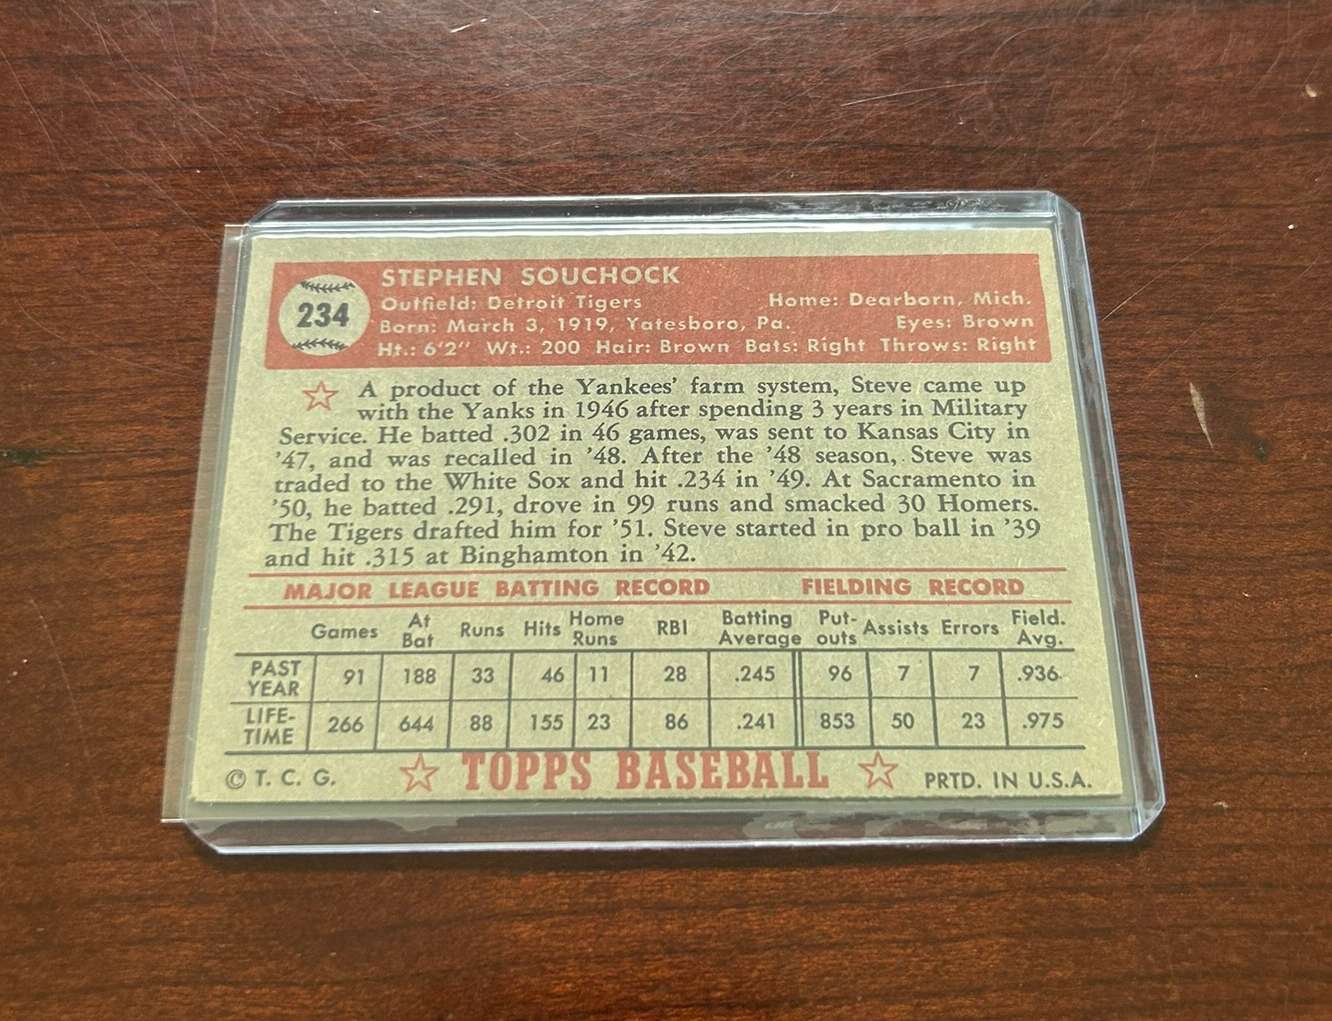 234
STEPHEN SOUCHOCK
Outfield: Detroit Tigers Home: Dearborn, Mich.
Born: March 3, 1919, Yatesboro, Pa. Eyes: Brown
Ht.: 6'2" Wt.: 200 Hair: Brown Bats: Right Throws: Right
A product of the Yankees' farm system, Steve came up
with the Yanks in 1946 after spending 3 years in Military
Service. He batted .302 in 46 games, was sent to Kansas City in
'47, and was recalled in '48. After the '48 season, Steve was
traded to the White Sox and hit .234 in '49. At Sacramento in
'50, he batted .291, drove in 99 runs and smacked 30 Homers.
The Tigers drafted him for '51. Steve started in pro ball in '39
and hit .315 at Binghamton in '42.
MAJOR LEAGUE BATTING RECORD FIELDING RECORD
Games At Bat Runs Hits Home Runs RBI Batting Average Put-outs Assists Errors Field. Avg.
PAST YEAR 91 188 33 46 11 28 .245 96 7 7 .936
LIFE-TIME 266 644 88 155 23 86 .241 853 50 23 .975
© T. C. G. TOPPS BASEBALL PRTD. IN U.S.A.